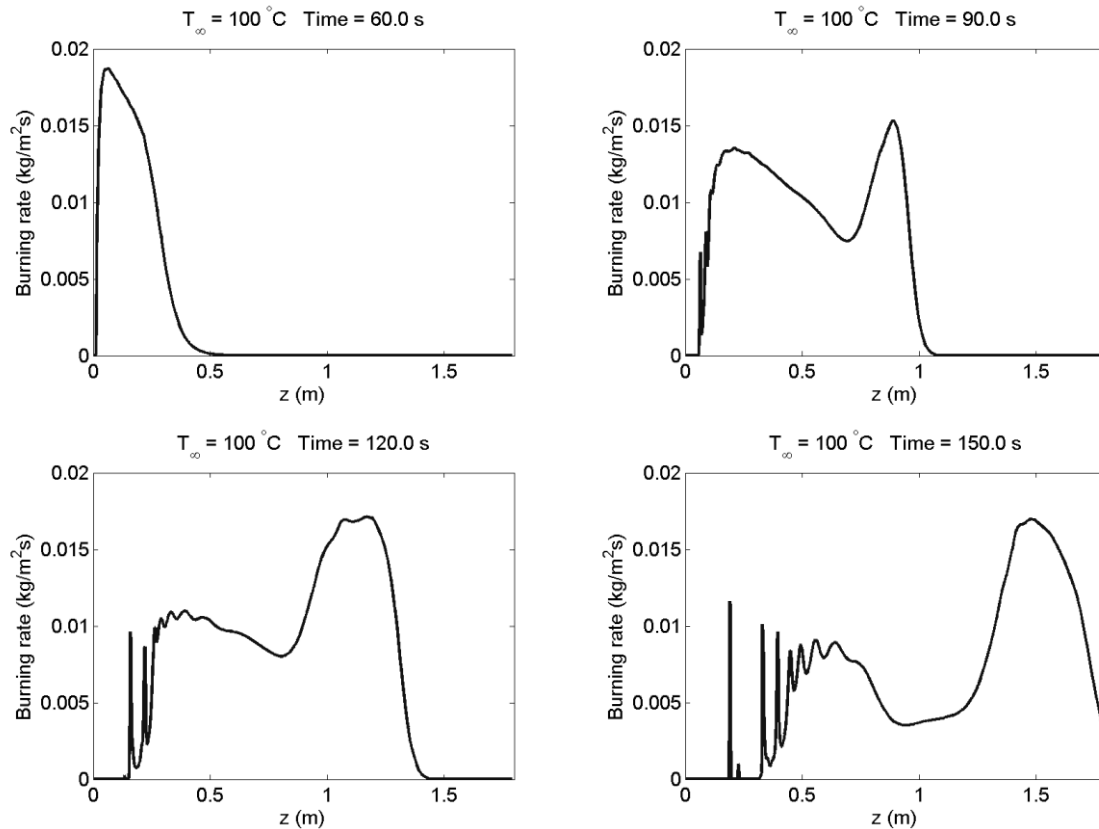 T∞ = 100 °C Time = 60.0 s
0.02
0.015
0.01
0.005
0
Burning rate (kg/m²s)
0 0.5 1 1.5
z (m)
T∞ = 100 °C Time = 90.0 s
0.02
0.015
0.01
0.005
0
Burning rate (kg/m²s)
0 0.5 1 1.5
z (m)
T∞ = 100 °C Time = 120.0 s
0.02
0.015
0.01
0.005
0
Burning rate (kg/m²s)
0 0.5 1 1.5
z (m)
T∞ = 100 °C Time = 150.0 s
0.02
0.015
0.01
0.005
0
Burning rate (kg/m²s)
0 0.5 1 1.5
z (m)